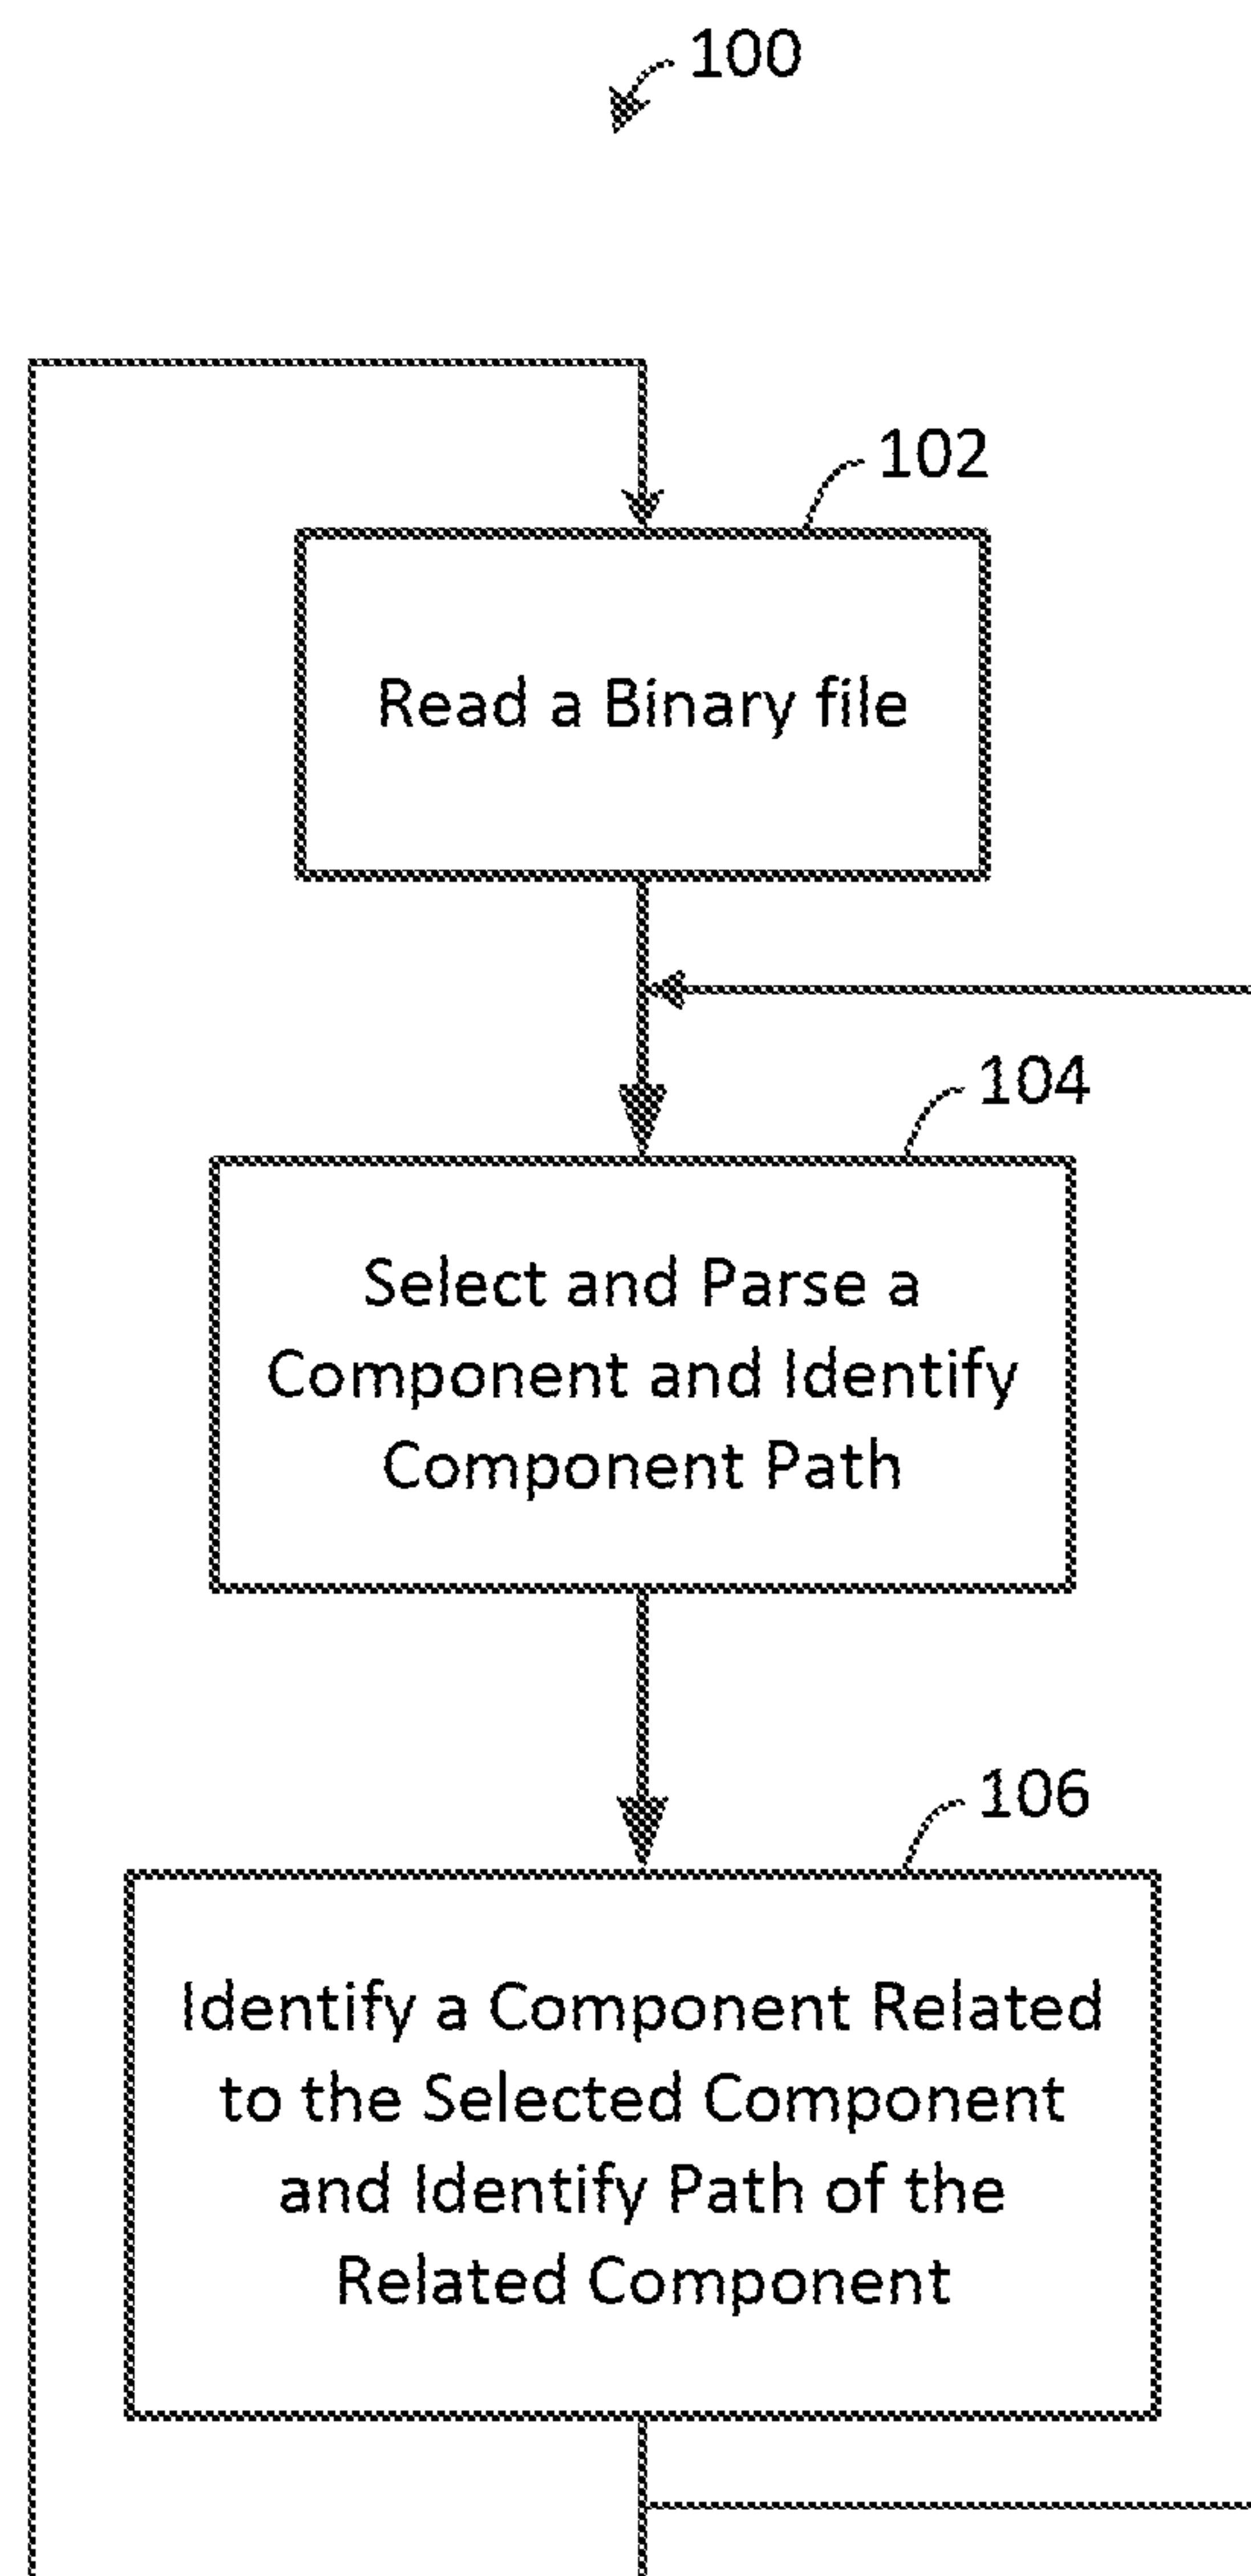 100
102
Read a Binary file
104
Select and Parse a
Component and Identify
Component Path
106
Identify a Component Related
to the Selected Component
and Identify Path of the
Related Component